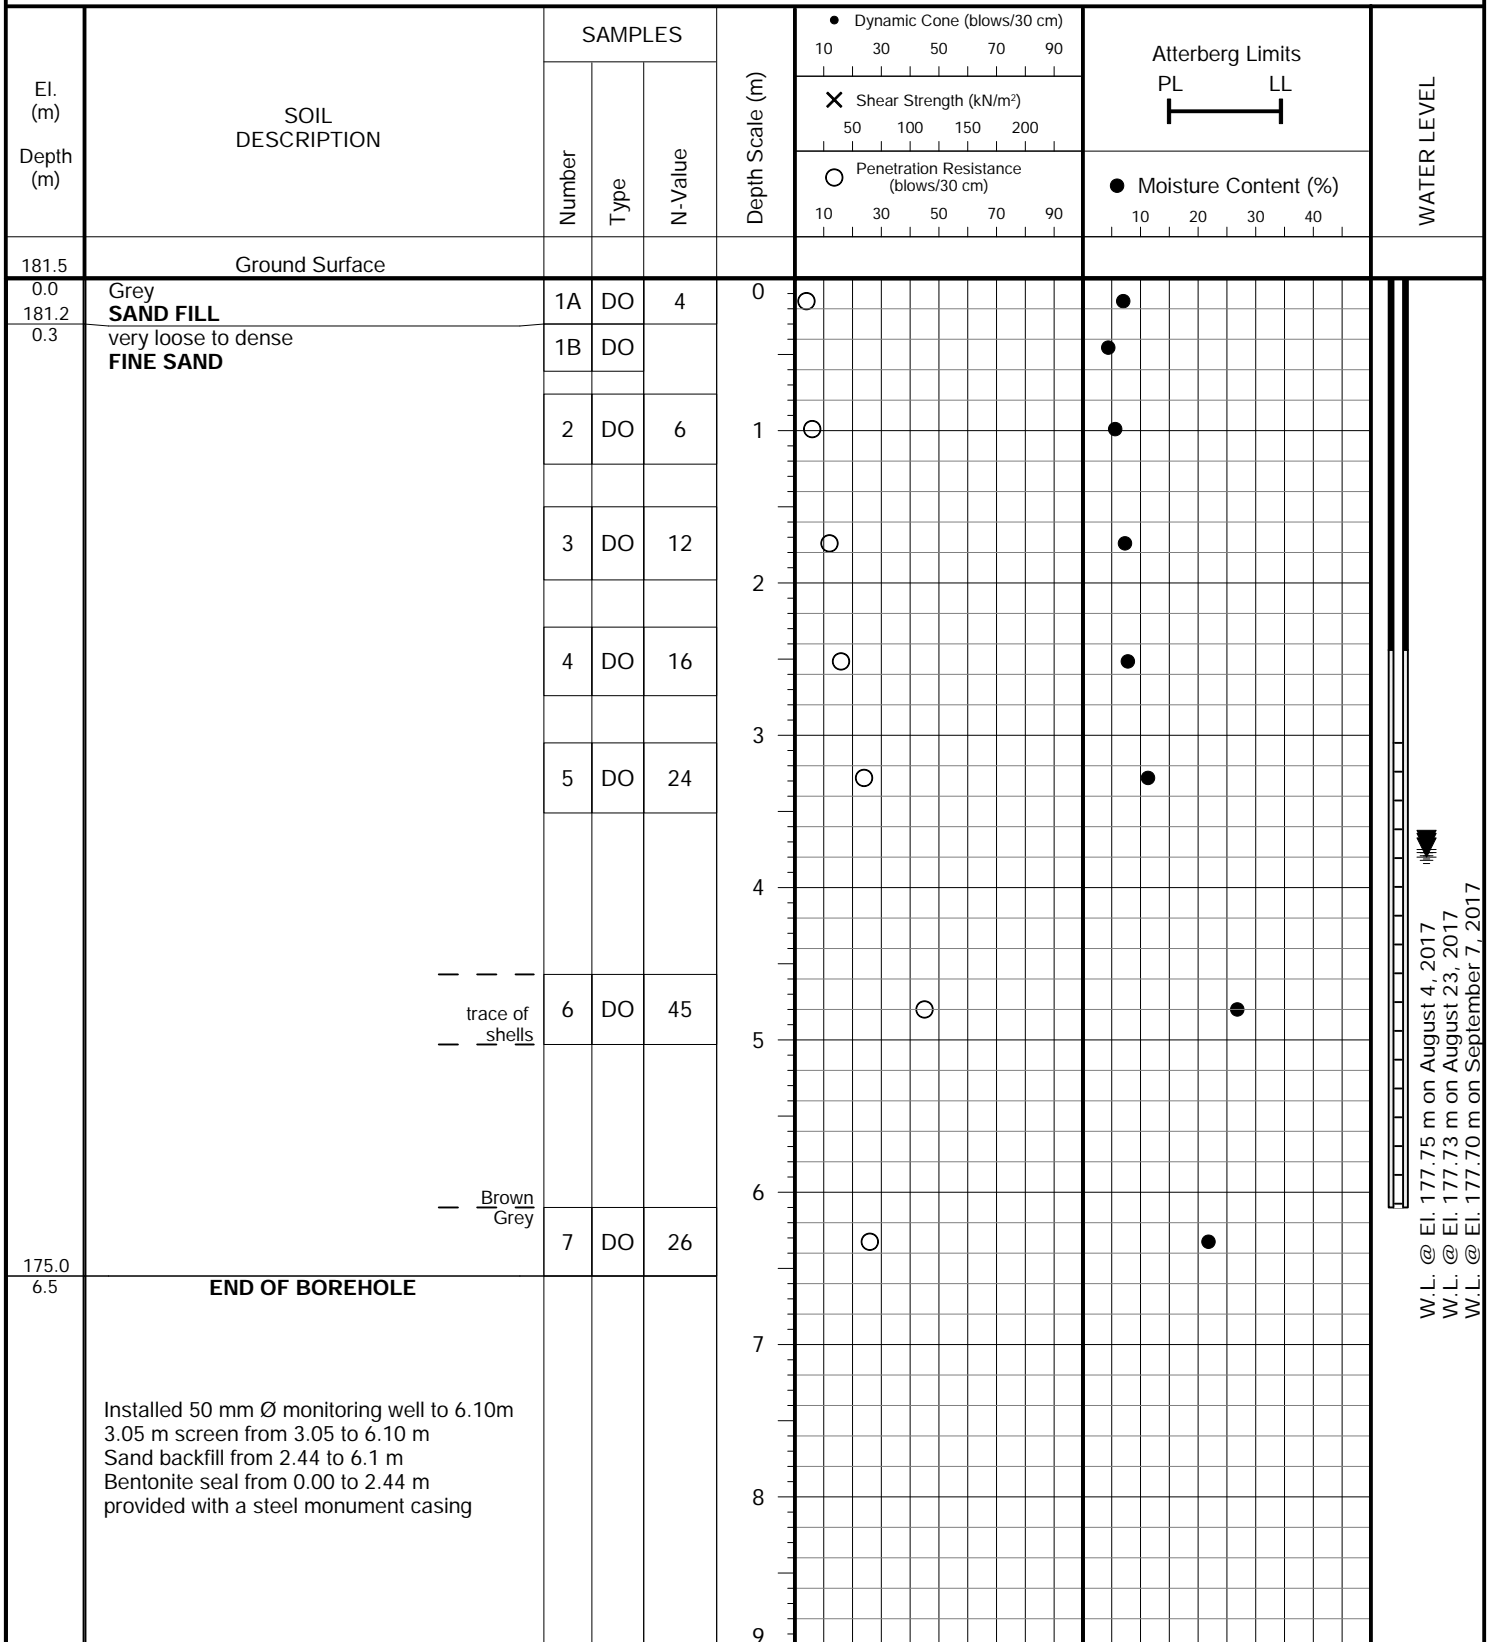 El.
(m)
Depth
(m)
SOIL
DESCRIPTION
SAMPLES
Number
Type
N-Value
Depth Scale (m)
● Dynamic Cone (blows/30 cm)
10 30 50 70 90
✕ Shear Strength (kN/m²)
50 100 150 200
○ Penetration Resistance
(blows/30 cm)
10 30 50 70 90
Atterberg Limits
PL LL
● Moisture Content (%)
10 20 30 40
WATER LEVEL
181.5 Ground Surface
0.0 Grey
181.2 SAND FILL
1A DO 4
0
0.3 very loose to dense
FINE SAND
1B DO
2 DO 6
1
3 DO 12
2
4 DO 16
3
5 DO 24
4
trace of
shells
6 DO 45
5
Brown
Grey
6
7 DO 26
175.0
6.5 END OF BOREHOLE
7
Installed 50 mm Ø monitoring well to 6.10m
3.05 m screen from 3.05 to 6.10 m
Sand backfill from 2.44 to 6.1 m
Bentonite seal from 0.00 to 2.44 m
provided with a steel monument casing
8
9
W.L. @ El. 177.75 m on August 4, 2017
W.L. @ El. 177.73 m on August 23, 2017
W.L. @ El. 177.70 m on September 7, 2017